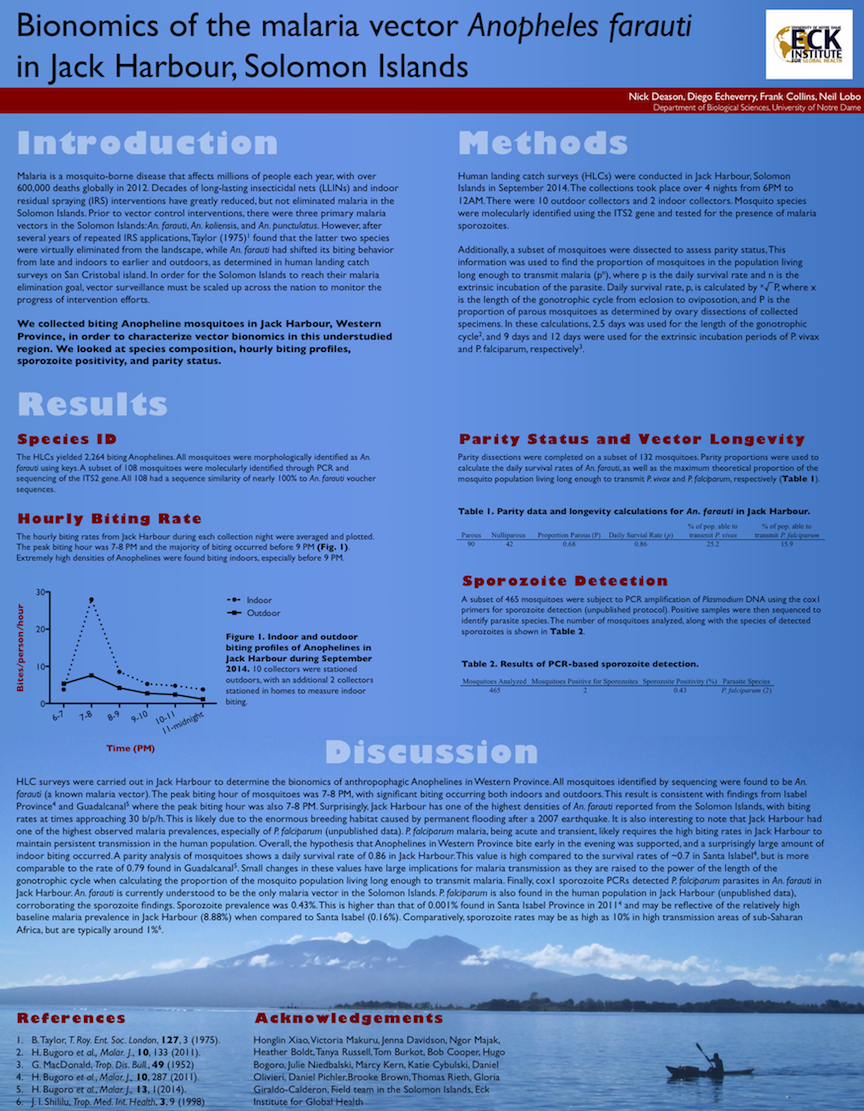 Bionomics of the malaria vector Anopheles farauti
in Jack Harbour, Solomon Islands
UNIVERSITY OF NOTRE DAME
ECK
INSTITUTE
FOR GLOBAL HEALTH
Nick Deason, Diego Echeverry, Frank Collins, Neil Lobo
Department of Biological Sciences, University of Notre Dame
Introduction
Malaria is a mosquito-borne disease that affects millions of people each year, with over
600,000 deaths globally in 2012. Decades of long-lasting insecticidal nets (LLINs) and indoor
residual spraying (IRS) interventions have greatly reduced, but not eliminated malaria in the
Solomon Islands. Prior to vector control interventions, there were three primary malaria
vectors in the Solomon Islands: An. farauti, An. koliensis, and An. punctulatus. However, after
several years of repeated IRS applications, Taylor (1975)1 found that the latter two species
were virtually eliminated from the landscape, while An. farauti had shifted its biting behavior
from late and indoors to earlier and outdoors, as determined in human landing catch
surveys on San Cristobal island. In order for the Solomon Islands to reach their malaria
elimination goal, vector surveillance must be scaled up across the nation to monitor the
progress of intervention efforts.
We collected biting Anopheline mosquitoes in Jack Harbour, Western
Province, in order to characterize vector bionomics in this understudied
region. We looked at species composition, hourly biting profiles,
sporozoite positivity, and parity status.
Methods
Human landing catch surveys (HLCs) were conducted in Jack Harbour, Solomon
Islands in September 2014. The collections took place over 4 nights from 6PM to
12AM. There were 10 outdoor collectors and 2 indoor collectors. Mosquito species
were molecularly identified using the ITS2 gene and tested for the presence of malaria
sporozoites.
Additionally, a subset of mosquitoes were dissected to assess parity status. This
information was used to find the proportion of mosquitoes in the population living
long enough to transmit malaria (pⁿ), where p is the daily survival rate and n is the
extrinsic incubation of the parasite. Daily survival rate, p, is calculated by ˣ√P, where x
is the length of the gonotrophic cycle from eclosion to oviposotion, and P is the
proportion of parous mosquitoes as determined by ovary dissections of collected
specimens. In these calculations, 2.5 days was used for the length of the gonotrophic
cycle2, and 9 days and 12 days were used for the extrinsic incubation periods of P. vivax
and P. falciparum, respectively3.
Results
Species ID
The HLCs yielded 2,264 biting Anophelines. All mosquitoes were morphologically identified as An.
farauti using keys. A subset of 108 mosquitoes were molecularly identified through PCR and
sequencing of the ITS2 gene. All 108 had a sequence similarity of nearly 100% to An. farauti voucher
sequences.
Hourly Biting Rate
The hourly biting rates from Jack Harbour during each collection night were averaged and plotted.
The peak biting hour was 7-8 PM and the majority of biting occurred before 9 PM (Fig. 1).
Extremely high densities of Anophelines were found biting indoors, especially before 9 PM.
Bites/person/hour
30
20
10
0
6-7
7-8
8-9
9-10
10-11
11-midnight
Time (PM)
Indoor
Outdoor
Figure 1. Indoor and outdoor
biting profiles of Anophelines in
Jack Harbour during September
2014. 10 collectors were stationed
outdoors, with an additional 2 collectors
stationed in homes to measure indoor
biting.
Parity Status and Vector Longevity
Parity dissections were completed on a subset of 132 mosquitoes. Parity proportions were used to
calculate the daily survival rates of An. farauti, as well as the maximum theoretical proportion of the
mosquito population living long enough to transmit P. vivax and P. falciparum, respectively (Table 1).
Table 1. Parity data and longevity calculations for An. farauti in Jack Harbour.
% of pop. able to % of pop. able to
Parous Nulliparous Proportion Parous (P) Daily Survial Rate (p) transmit P. vivax transmit P. falciparum
90 42 0.68 0.86 25.2 15.9
Sporozoite Detection
A subset of 465 mosquitoes were subject to PCR amplification of Plasmodium DNA using the cox1
primers for sporozoite detection (unpublished protocol). Positive samples were then sequenced to
identify parasite species. The number of mosquitoes analyzed, along with the species of detected
sporozoites is shown in Table 2.
Table 2. Results of PCR-based sporozoite detection.
Mosquitoes Analyzed Mosquitoes Positive for Sporozoites Sporozoite Positivity (%) Parasite Species
465 2 0.43 P. falciparum (2)
Discussion
HLC surveys were carried out in Jack Harbour to determine the bionomics of anthropophagic Anophelines in Western Province. All mosquitoes identified by sequencing were found to be An.
farauti (a known malaria vector). The peak biting hour of mosquitoes was 7-8 PM, with significant biting occurring both indoors and outdoors. This result is consistent with findings from Isabel
Province4 and Guadalcanal5 where the peak biting hour was also 7-8 PM. Surprisingly, Jack Harbour has one of the highest densities of An. farauti reported from the Solomon Islands, with biting
rates at times approaching 30 b/p/h. This is likely due to the enormous breeding habitat caused by permanent flooding after a 2007 earthquake. It is also interesting to note that Jack Harbour had
one of the highest observed malaria prevalences, especially of P. falciparum (unpublished data). P. falciparum malaria, being acute and transient, likely requires the high biting rates in Jack Harbour to
maintain persistent transmission in the human population. Overall, the hypothesis that Anophelines in Western Province bite early in the evening was supported, and a surprisingly large amount of
indoor biting occurred. A parity analysis of mosquitoes shows a daily survival rate of 0.86 in Jack Harbour. This value is high compared to the survival rates of ~0.7 in Santa Islabel4, but is more
comparable to the rate of 0.79 found in Guadalcanal5. Small changes in these values have large implications for malaria transmission as they are raised to the power of the length of the
gonotrophic cycle when calculating the proportion of the mosquito population living long enough to transmit malaria. Finally, cox1 sporozoite PCRs detected P. falciparum parasites in An. farauti in
Jack Harbour. An. farauti is currently understood to be the only malaria vector in the Solomon Islands. P. falciparum is also found in the human population in Jack Harbour (unpublished data),
corroborating the sporozoite findings. Sporozoite prevalence was 0.43%. This is higher than that of 0.001% found in Santa Isabel Province in 20114 and may be reflective of the relatively high
baseline malaria prevalence in Jack Harbour (8.88%) when compared to Santa Isabel (0.16%). Comparatively, sporozoite rates may be as high as 10% in high transmission areas of sub-Saharan
Africa, but are typically around 1%6.
References
1. B. Taylor, T. Roy. Ent. Soc. London, 127, 3 (1975).
2. H. Bugoro et al., Malar. J., 10, 133 (2011).
3. G. MacDonald, Trop. Dis. Bull., 49 (1952)
4. H. Bugoro et al., Malar. J., 10, 287 (2011).
5. H. Bugoro et al., Malar. J., 13, 1(2014).
6. J. I. Shililu, Trop. Med. Int. Health, 3, 9 (1998)
Acknowledgements
Honglin Xiao, Victoria Makuru, Jenna Davidson, Ngor Majak,
Heather Boldt, Tanya Russell, Tom Burkot, Bob Cooper, Hugo
Bogoro, Julie Niedbalski, Marcy Kern, Katie Cybulski, Daniel
Olivieri, Daniel Pichler, Brooke Brown, Thomas Rieth, Gloria
Giraldo-Calderon, Field team in the Solomon Islands, Eck
Institute for Global Health